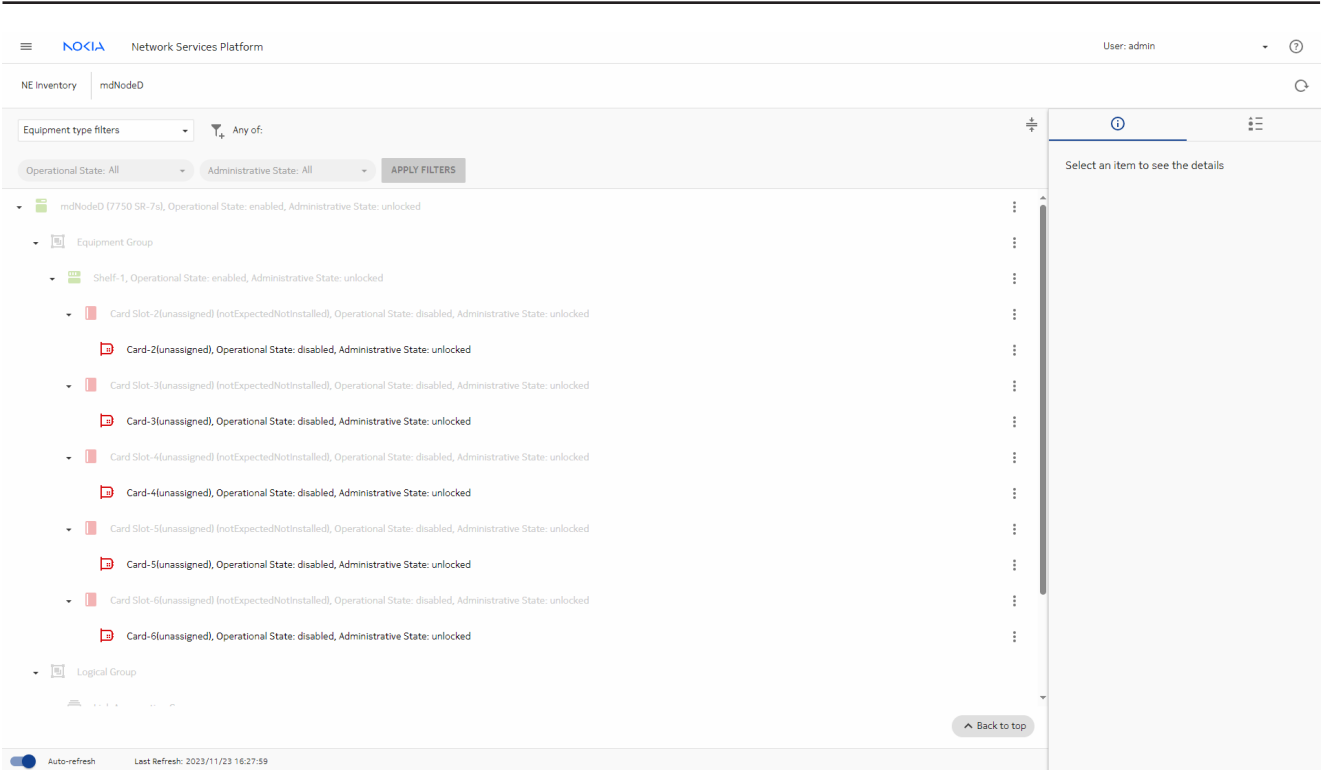 NOKIA Network Services Platform User: admin
NE Inventory mdNodeD
Equipment type filters Any of:
Operational State: All Administrative State: All APPLY FILTERS
Select an item to see the details
mdNodeD (7750 SR-7s), Operational State: enabled, Administrative State: unlocked
Equipment Group
Shelf-1, Operational State: enabled, Administrative State: unlocked
Card Slot-2(unassigned) (notExpectedNotInstalled), Operational State: disabled, Administrative State: unlocked
Card-2(unassigned), Operational State: disabled, Administrative State: unlocked
Card Slot-3(unassigned) (notExpectedNotInstalled), Operational State: disabled, Administrative State: unlocked
Card-3(unassigned), Operational State: disabled, Administrative State: unlocked
Card Slot-4(unassigned) (notExpectedNotInstalled), Operational State: disabled, Administrative State: unlocked
Card-4(unassigned), Operational State: disabled, Administrative State: unlocked
Card Slot-5(unassigned) (notExpectedNotInstalled), Operational State: disabled, Administrative State: unlocked
Card-5(unassigned), Operational State: disabled, Administrative State: unlocked
Card Slot-6(unassigned) (notExpectedNotInstalled), Operational State: disabled, Administrative State: unlocked
Card-6(unassigned), Operational State: disabled, Administrative State: unlocked
Logical Group
Back to top
Auto-refresh Last Refresh: 2023/11/23 16:27:59